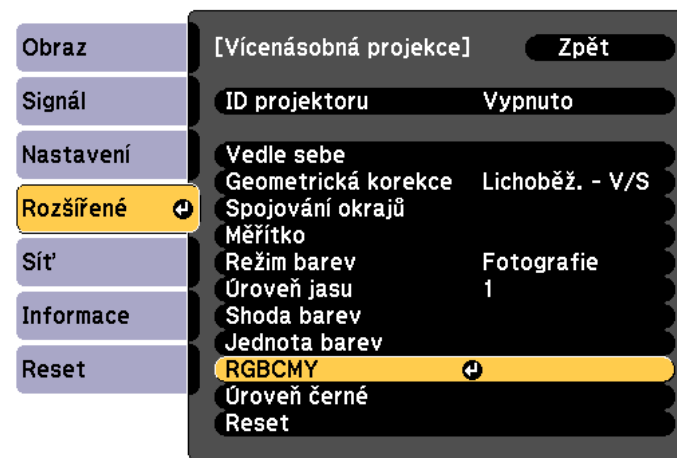 Obraz
Signál
Nastavení
Rozšířené
Síť
Informace
Reset
[Vícenásobná projekce] Zpět
ID projektoru Vypnuto
Vedle sebe
Geometrická korekce Lichoběž. - V/S
Spojování okrajů
Měřítko
Režim barev Fotografie
Úroveň jasu 1
Shoda barev
Jednota barev
RGBCMY
Úroveň černé
Reset